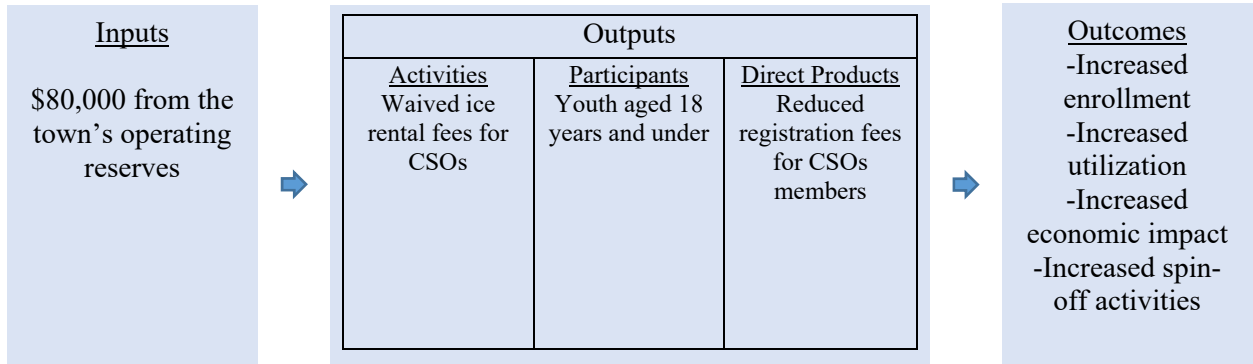 Inputs
$80,000 from the
town’s operating
reserves
Outputs
Activities
Waived ice
rental fees for
CSOs
Participants
Youth aged 18
years and under
Direct Products
Reduced
registration fees
for CSOs
members
Outcomes
-Increased
enrollment
-Increased
utilization
-Increased
economic impact
-Increased spin-
off activities